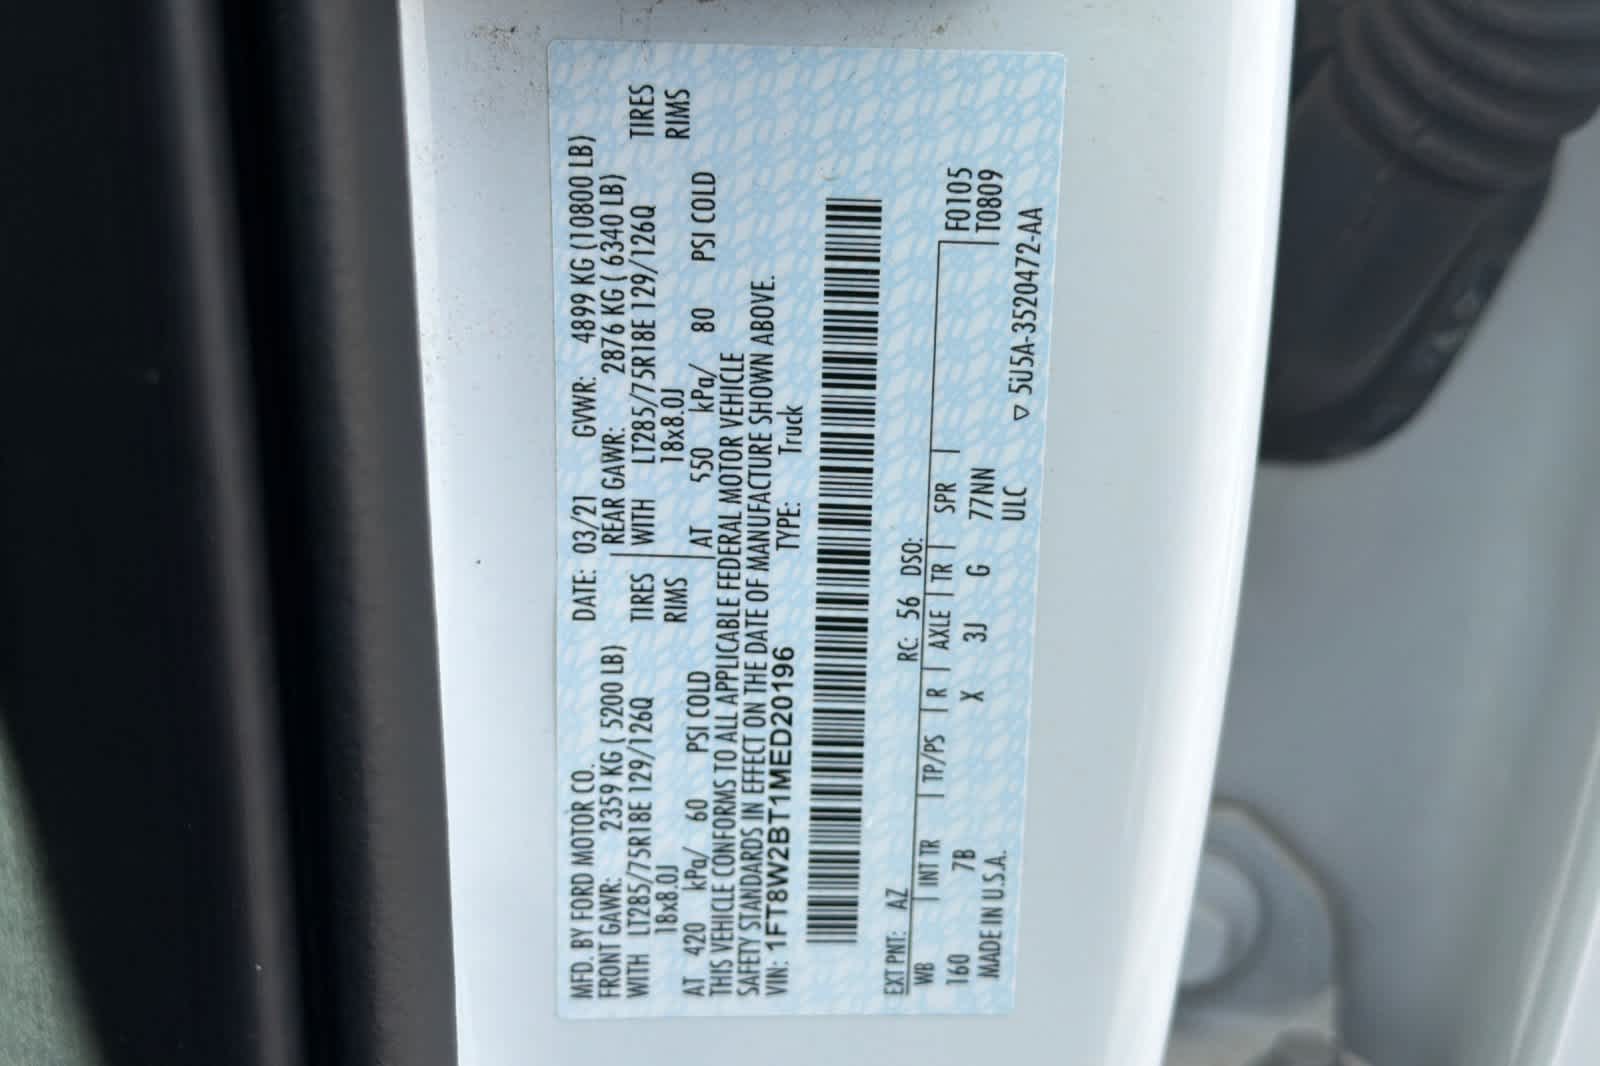 MFD. BY FORD MOTOR CO. DATE: 03/21 GVWR: 4899 KG (10800 LB)
FRONT GAWR: 2359 KG ( 5200 LB) REAR GAWR: 2876 KG ( 6340 LB)
WITH LT285/75R18E 129/126Q TIRES WITH LT285/75R18E 129/126Q TIRES
18x8.0J RIMS 18x8.0J RIMS
AT 420 kPa/ 60 PSI COLD AT 550 kPa/ 80 PSI COLD
THIS VEHICLE CONFORMS TO ALL APPLICABLE FEDERAL MOTOR VEHICLE
SAFETY STANDARDS IN EFFECT ON THE DATE OF MANUFACTURE SHOWN ABOVE.
VIN: 1FT8W2BT1MED20196 TYPE: Truck
EXT PNT: AZ RC: 56 DSO:
WB | INT TR | TP/PS | R | AXLE | TR | SPR | F0105
160 7B X 3J G 77NN T0809
MADE IN U.S.A. ULC ▽ 5U5A-3520472-AA